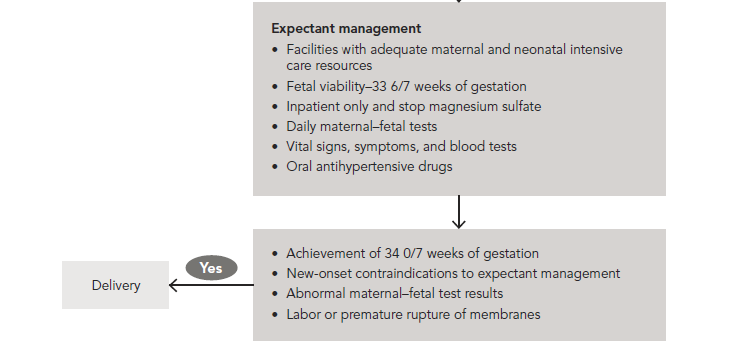 Expectant management
• Facilities with adequate maternal and neonatal intensive
care resources
• Fetal viability–33 6/7 weeks of gestation
• Inpatient only and stop magnesium sulfate
• Daily maternal–fetal tests
• Vital signs, symptoms, and blood tests
• Oral antihypertensive drugs
• Achievement of 34 0/7 weeks of gestation
• New-onset contraindications to expectant management
• Abnormal maternal–fetal test results
• Labor or premature rupture of membranes
Yes
Delivery